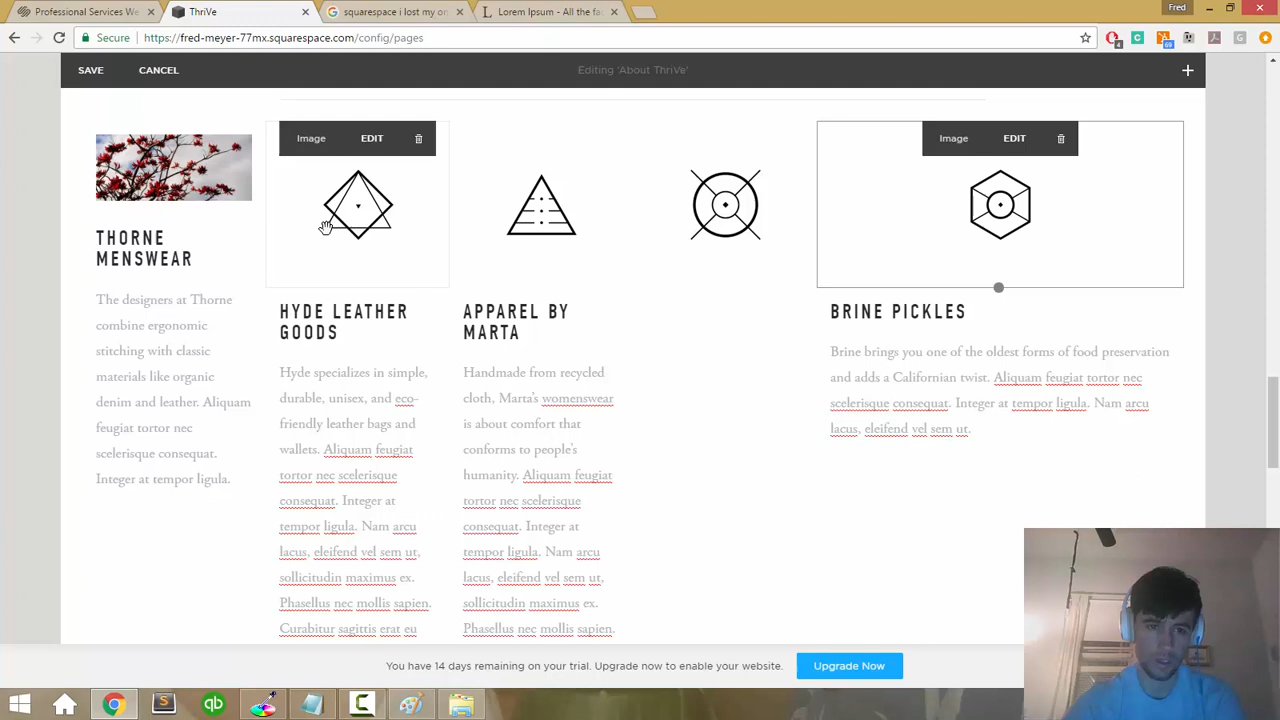 Professional Services We
ThriVe
squarespace i lost my or
Lorem Ipsum - All the fa
Fred
Secure
https://fred-meyer-77mx.squarespace.com/config/pages
4
69
SAVE
CANCEL
Editing 'About ThriVe'
+
Image
EDIT
Image
EDIT
THORNE
MENSWEAR
The designers at Thorne
combine ergonomic
stitching with classic
materials like organic
denim and leather. Aliquam
feugiat tortor nec
scelerisque consequat.
Integer at tempor ligula.
HYDE LEATHER
GOODS
Hyde specializes in simple,
durable, unisex, and eco-
friendly leather bags and
wallets. Aliquam feugiat
tortor nec scelerisque
consequat. Integer at
tempor ligula. Nam arcu
lacus, eleifend vel sem ut,
sollicitudin maximus ex.
Phasellus nec mollis sapien.
Curabitur sagittis erat eu
APPAREL BY
MARTA
Handmade from recycled
cloth, Marta's womenswear
is about comfort that
conforms to people's
humanity. Aliquam feugiat
tortor nec scelerisque
consequat. Integer at
tempor ligula. Nam arcu
lacus, eleifend vel sem ut,
sollicitudin maximus ex.
Phasellus nec mollis sapien.
BRINE PICKLES
Brine brings you one of the oldest forms of food preservation
and adds a Californian twist. Aliquam feugiat tortor nec
scelerisque consequat. Integer at tempor ligula. Nam arcu
lacus, eleifend vel sem ut.
You have 14 days remaining on your trial. Upgrade now to enable your website.
Upgrade Now